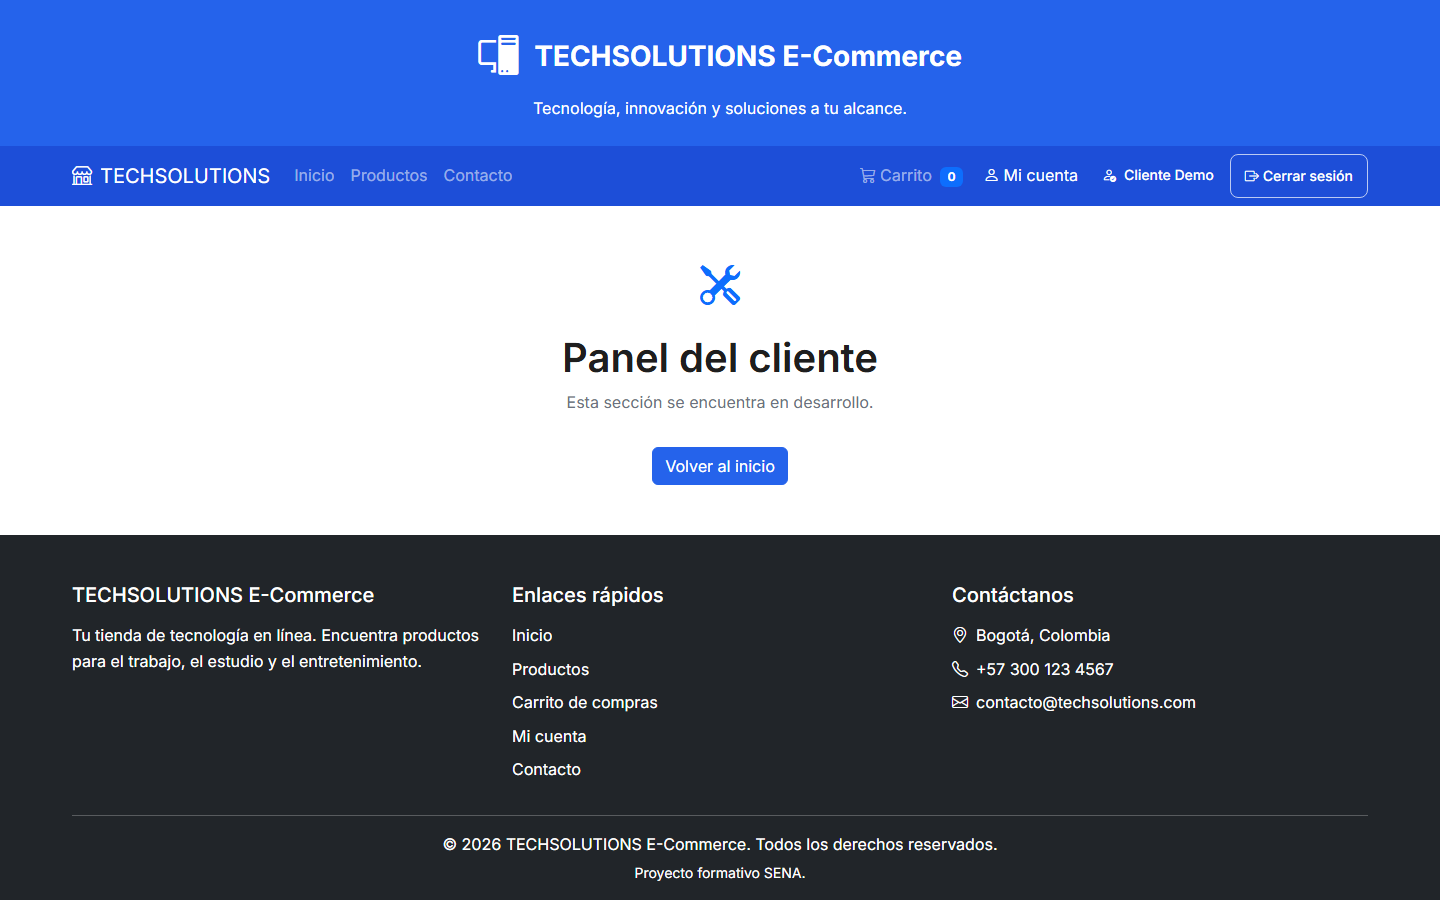 TECHSOLUTIONS E-Commerce
Tecnología, innovación y soluciones a tu alcance.
TECHSOLUTIONS Inicio Productos Contacto Carrito 0 Mi cuenta Cliente Demo Cerrar sesión
Panel del cliente
Esta sección se encuentra en desarrollo.
Volver al inicio
TECHSOLUTIONS E-Commerce
Tu tienda de tecnología en línea. Encuentra productos
para el trabajo, el estudio y el entretenimiento.
Enlaces rápidos
Inicio
Productos
Carrito de compras
Mi cuenta
Contacto
Contáctanos
Bogotá, Colombia
+57 300 123 4567
contacto@techsolutions.com
© 2026 TECHSOLUTIONS E-Commerce. Todos los derechos reservados.
Proyecto formativo SENA.